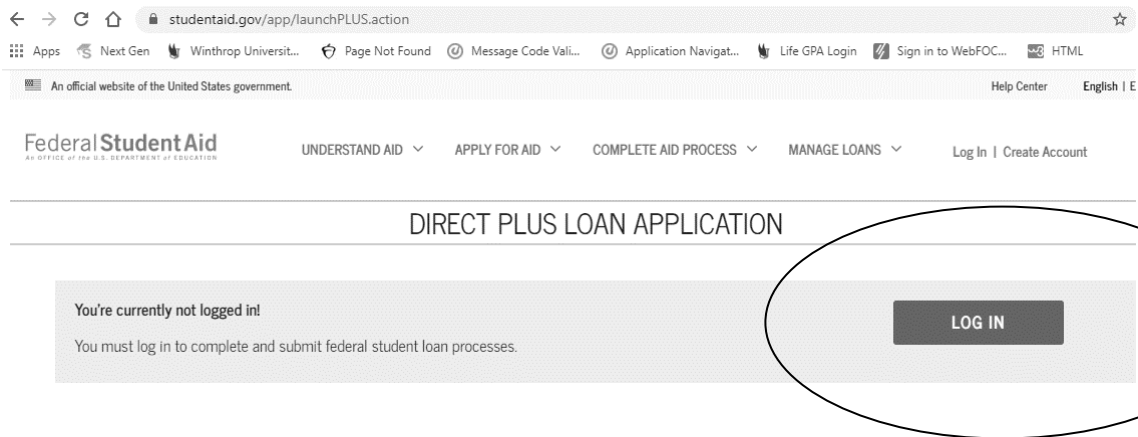 studentaid.gov/app/launchPLUS.action
Apps Next Gen Winthrop Universit... Page Not Found Message Code Vali... Application Navigat... Life GPA Login Sign in to WebFOC... HTML
An official website of the United States government. Help Center English | E
Federal Student Aid UNDERSTAND AID APPLY FOR AID COMPLETE AID PROCESS MANAGE LOANS Log In | Create Account
An OFFICE of the U.S. DEPARTMENT of EDUCATION
DIRECT PLUS LOAN APPLICATION
You're currently not logged in!
LOG IN
You must log in to complete and submit federal student loan processes.